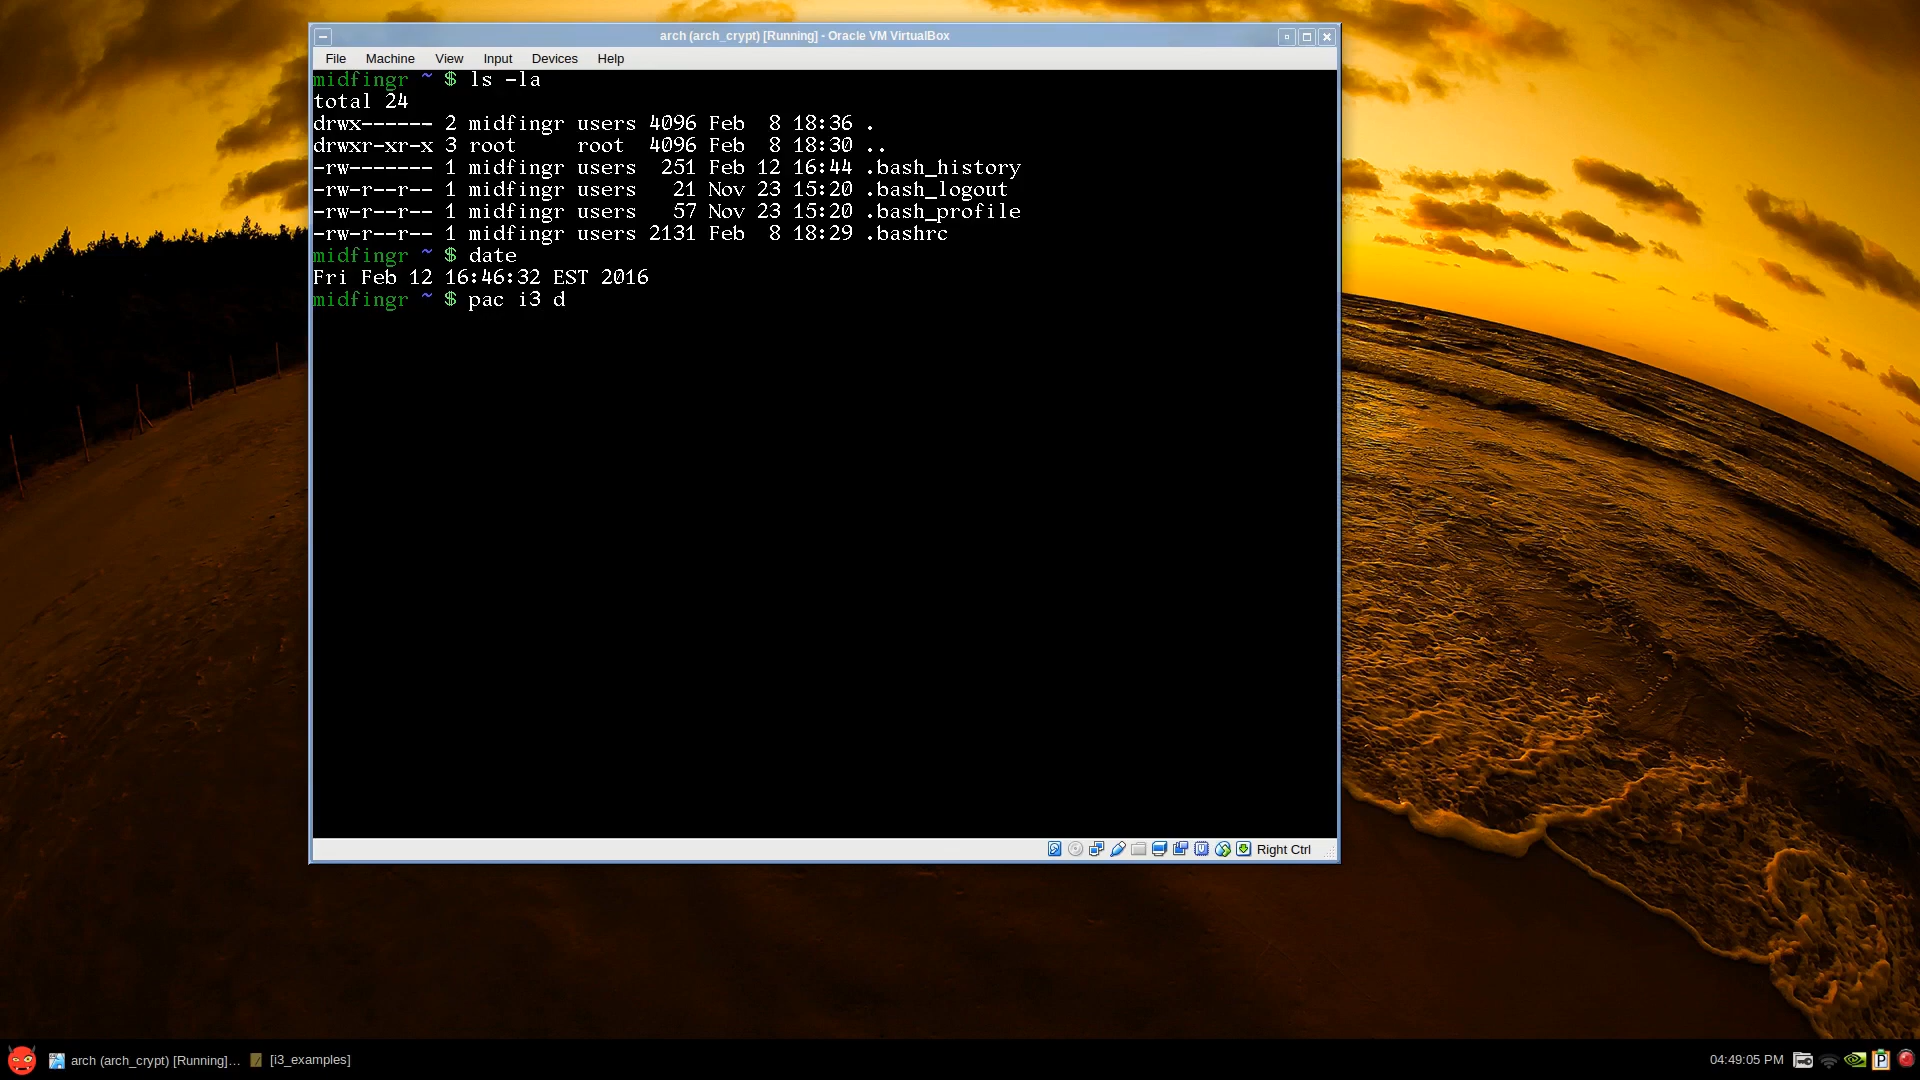 arch (arch_crypt) [Running] - Oracle VM VirtualBox
File Machine View Input Devices Help
midfingr ~ $ ls -la
total 24
drwx------ 2 midfingr users 4096 Feb  8 18:36 .
drwxr-xr-x 3 root     root  4096 Feb  8 18:30 ..
-rw------- 1 midfingr users  251 Feb 12 16:44 .bash_history
-rw-r--r-- 1 midfingr users   21 Nov 23 15:20 .bash_logout
-rw-r--r-- 1 midfingr users   57 Nov 23 15:20 .bash_profile
-rw-r--r-- 1 midfingr users 2131 Feb  8 18:29 .bashrc
midfingr ~ $ date
Fri Feb 12 16:46:32 EST 2016
midfingr ~ $ pac i3 d
Right Ctrl
arch (arch_crypt) [Running]... [i3_examples] 04:49:05 PM